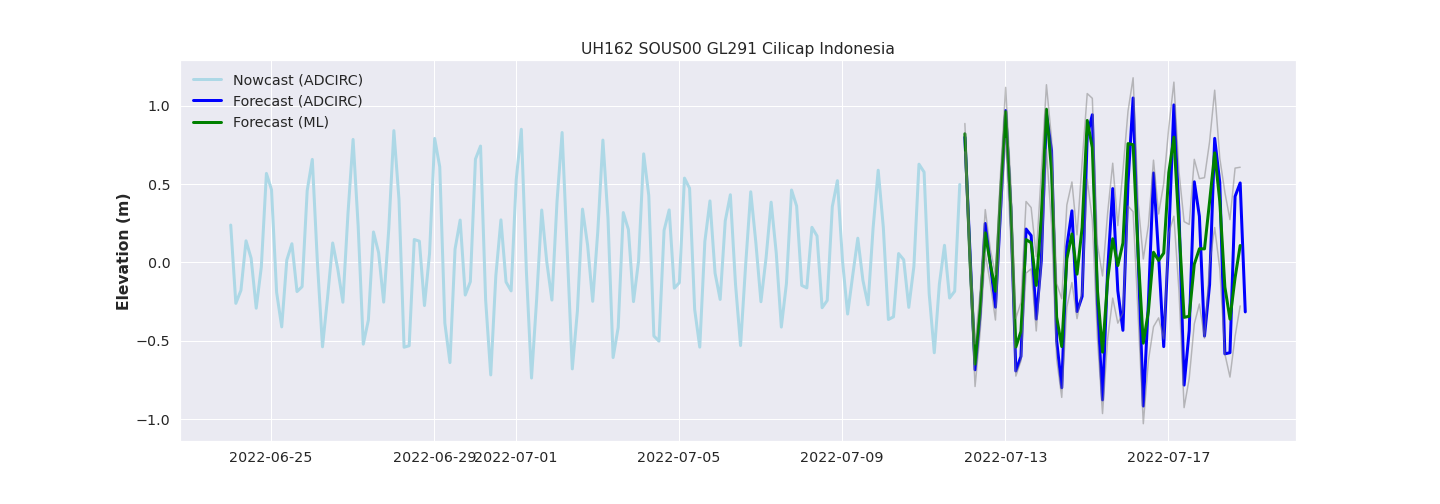 UH162 SOUS00 GL291 Cilicap Indonesia
Nowcast (ADCIRC)
Forecast (ADCIRC)
Forecast (ML)
Elevation (m)
1.0
0.5
0.0
−0.5
−1.0
2022-06-25
2022-06-29
2022-07-01
2022-07-05
2022-07-09
2022-07-13
2022-07-17